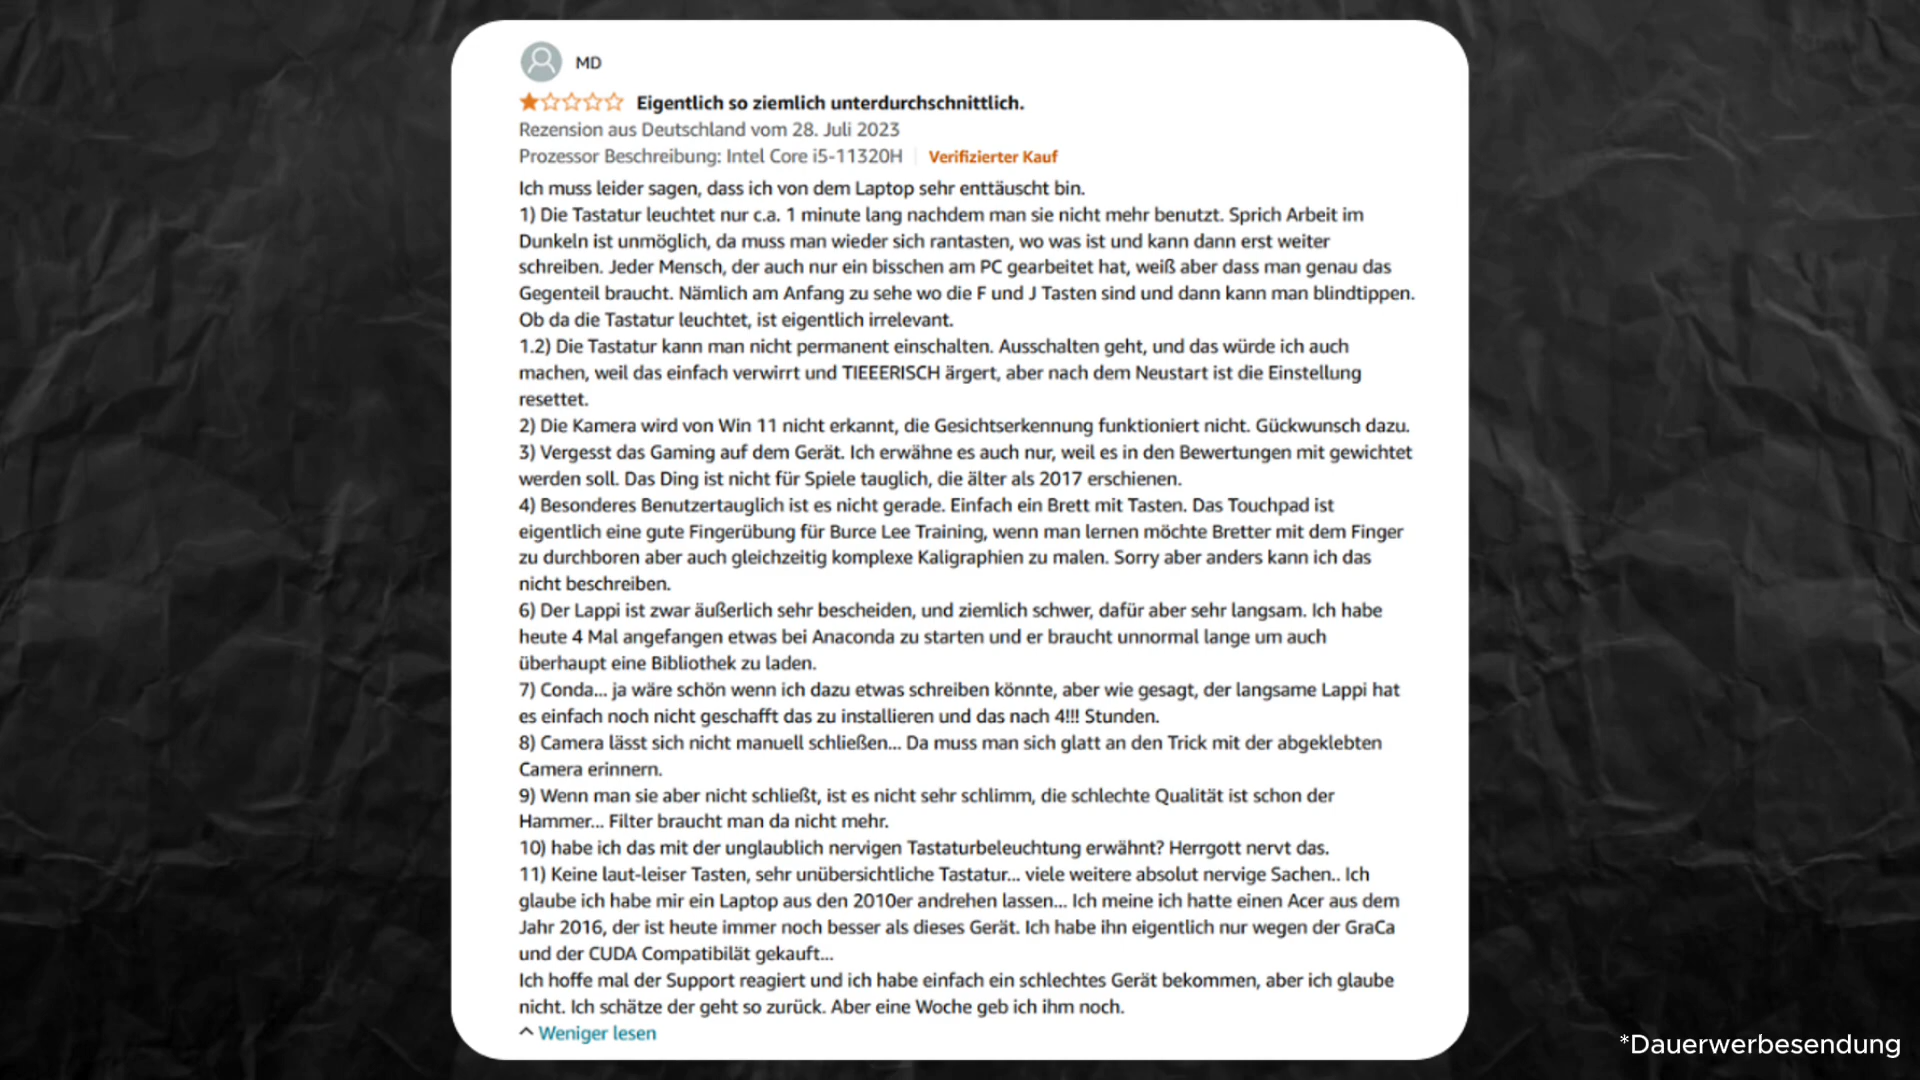 MD
Eigentlich so ziemlich unterdurchschnittlich.
Rezension aus Deutschland vom 28. Juli 2023
Prozessor Beschreibung: Intel Core i5-11320H | Verifizierter Kauf
Ich muss leider sagen, dass ich von dem Laptop sehr enttäuscht bin.
1) Die Tastatur leuchtet nur c.a. 1 minute lang nachdem man sie nicht mehr benutzt. Sprich Arbeit im
Dunkeln ist unmöglich, da muss man wieder sich rantasten, wo was ist und kann dann erst weiter
schreiben. Jeder Mensch, der auch nur ein bisschen am PC gearbeitet hat, weiß aber dass man genau das
Gegenteil braucht. Nämlich am Anfang zu sehe wo die F und J Tasten sind und dann kann man blindtippen.
Ob da die Tastatur leuchtet, ist eigentlich irrelevant.
1.2) Die Tastatur kann man nicht permanent einschalten. Ausschalten geht, und das würde ich auch
machen, weil das einfach verwirrt und TIEEERISCH ärgert, aber nach dem Neustart ist die Einstellung
resettet.
2) Die Kamera wird von Win 11 nicht erkannt, die Gesichtserkennung funktioniert nicht. Gückwunsch dazu.
3) Vergesst das Gaming auf dem Gerät. Ich erwähne es auch nur, weil es in den Bewertungen mit gewichtet
werden soll. Das Ding ist nicht für Spiele tauglich, die älter als 2017 erschienen.
4) Besonderes Benutzertauglich ist es nicht gerade. Einfach ein Brett mit Tasten. Das Touchpad ist
eigentlich eine gute Fingerübung für Burce Lee Training, wenn man lernen möchte Bretter mit dem Finger
zu durchboren aber auch gleichzeitig komplexe Kaligraphien zu malen. Sorry aber anders kann ich das
nicht beschreiben.
6) Der Lappi ist zwar äußerlich sehr bescheiden, und ziemlich schwer, dafür aber sehr langsam. Ich habe
heute 4 Mal angefangen etwas bei Anaconda zu starten und er braucht unnormal lange um auch
überhaupt eine Bibliothek zu laden.
7) Conda... ja wäre schön wenn ich dazu etwas schreiben könnte, aber wie gesagt, der langsame Lappi hat
es einfach noch nicht geschafft das zu installieren und das nach 4!!! Stunden.
8) Camera lässt sich nicht manuell schließen... Da muss man sich glatt an den Trick mit der abgeklebten
Camera erinnern.
9) Wenn man sie aber nicht schließt, ist es nicht sehr schlimm, die schlechte Qualität ist schon der
Hammer... Filter braucht man da nicht mehr.
10) habe ich das mit der unglaublich nervigen Tastaturbeleuchtung erwähnt? Herrgott nervt das.
11) Keine laut-leiser Tasten, sehr unübersichtliche Tastatur... viele weitere absolut nervige Sachen.. Ich
glaube ich habe mir ein Laptop aus den 2010er andrehen lassen... Ich meine ich hatte einen Acer aus dem
Jahr 2016, der ist heute immer noch besser als dieses Gerät. Ich habe ihn eigentlich nur wegen der GraCa
und der CUDA Compatibilät gekauft...
Ich hoffe mal der Support reagiert und ich habe einfach ein schlechtes Gerät bekommen, aber ich glaube
nicht. Ich schätze der geht so zurück. Aber eine Woche geb ich ihm noch.
Weniger lesen
*Dauerwerbesendung